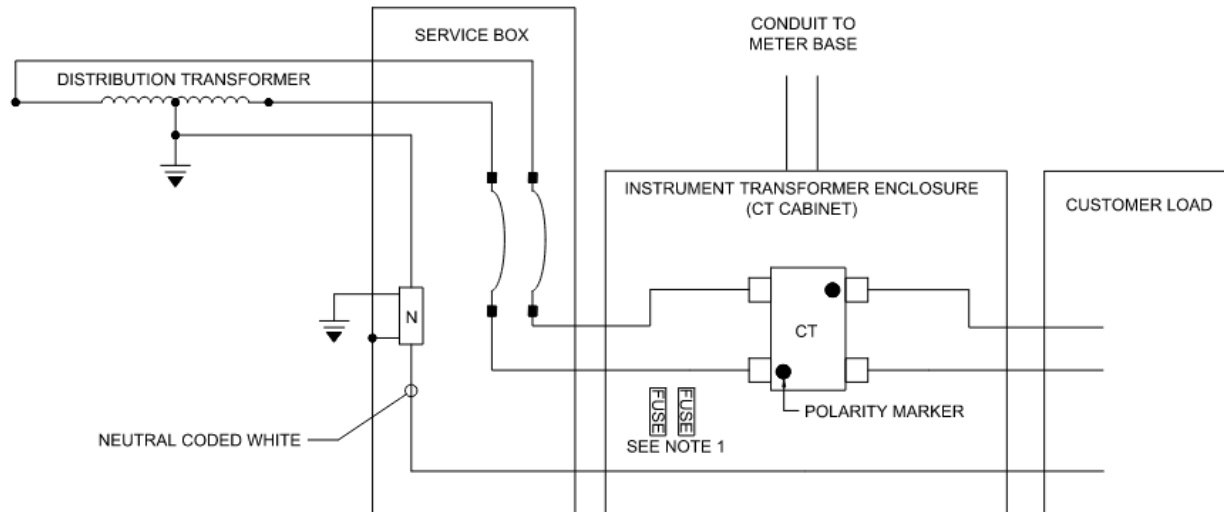 SERVICE BOX
CONDUIT TO
METER BASE
DISTRIBUTION TRANSFORMER
INSTRUMENT TRANSFORMER ENCLOSURE
(CT CABINET)
CUSTOMER LOAD
N
CT
FUSE
FUSE
POLARITY MARKER
NEUTRAL CODED WHITE
SEE NOTE 1